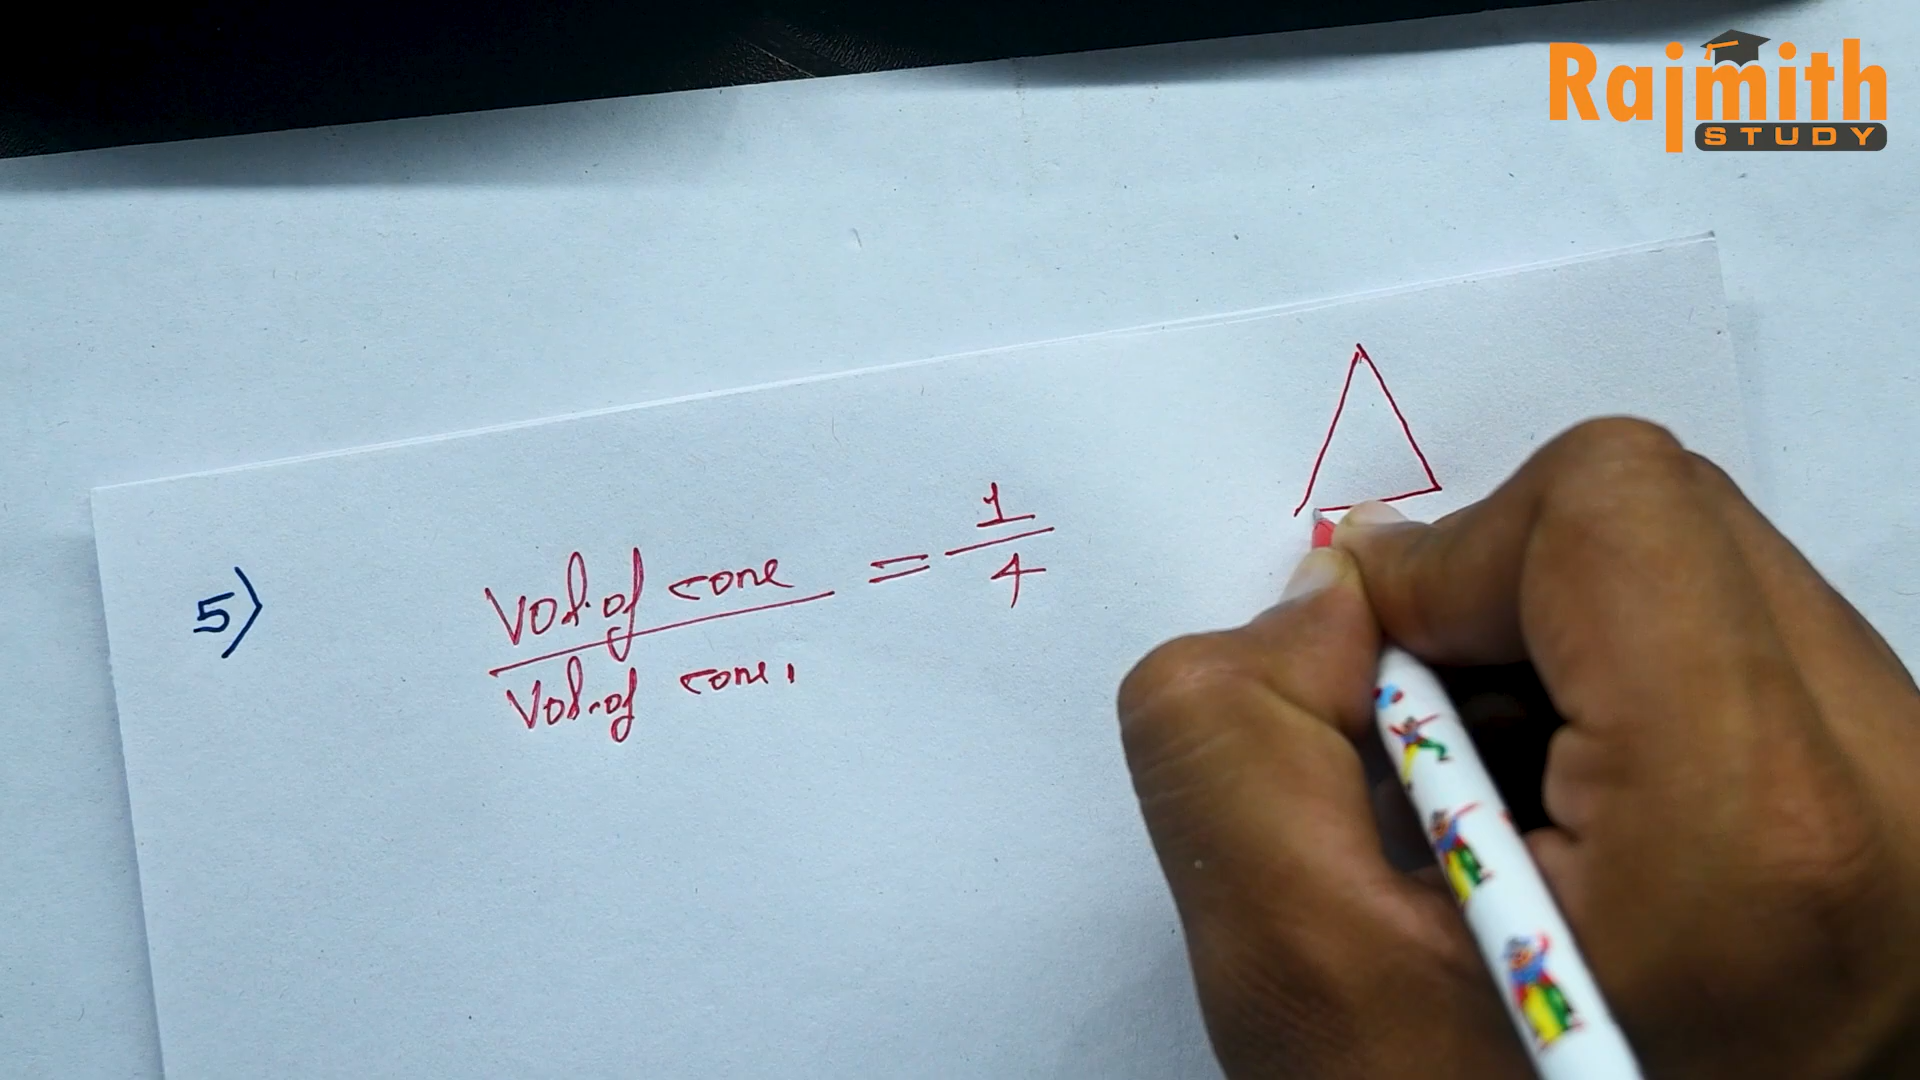 Rajmith
STUDY
5)
Vol. of cone
Vol. of cone,
= 1
4